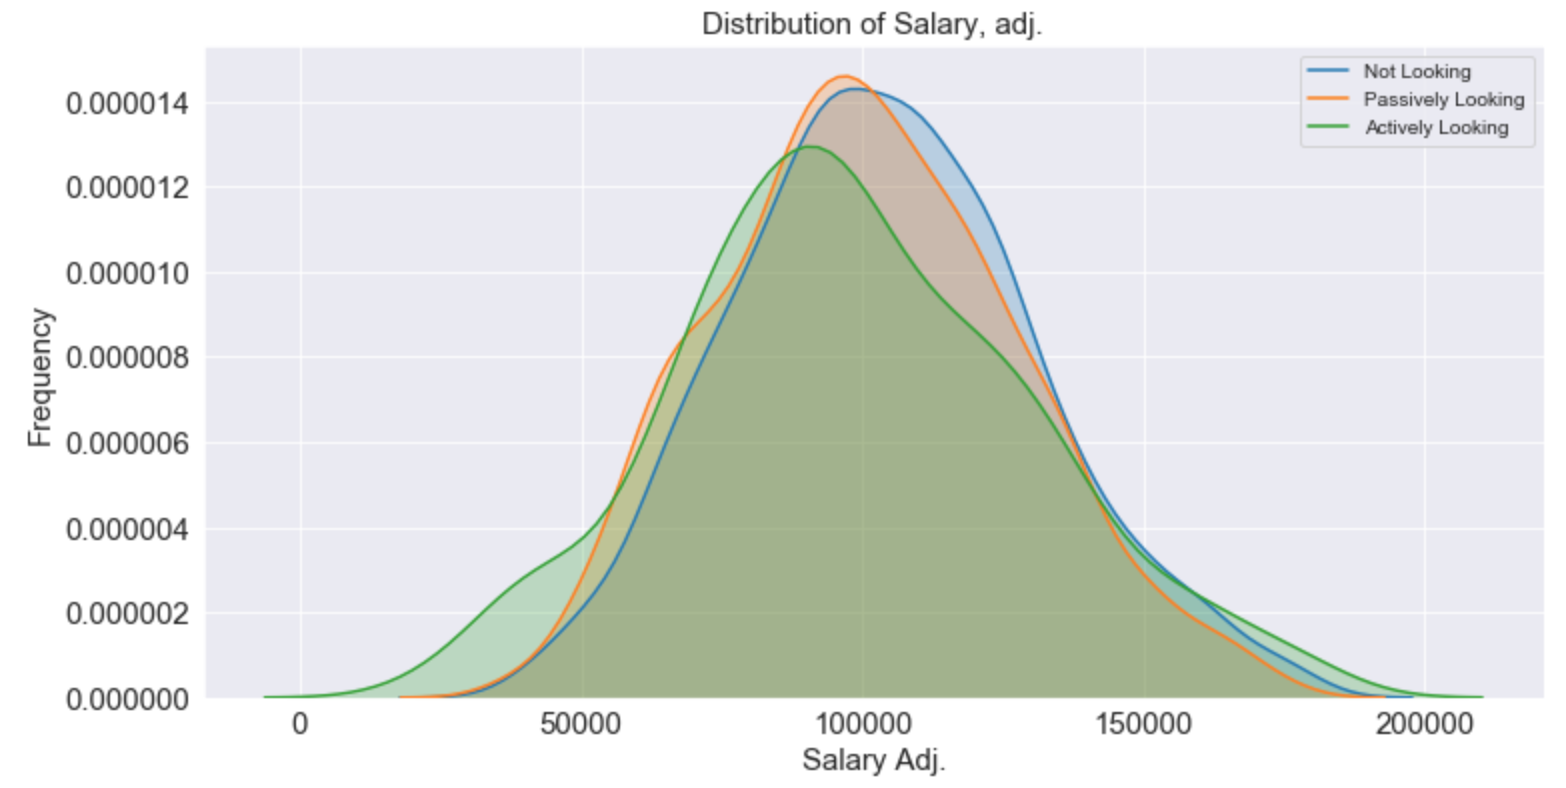 Distribution of Salary, adj.
Not Looking
Passively Looking
Actively Looking
0.000014
0.000012
0.000010
0.000008
0.000006
0.000004
0.000002
0.000000
Frequency
0
50000
100000
150000
200000
Salary Adj.